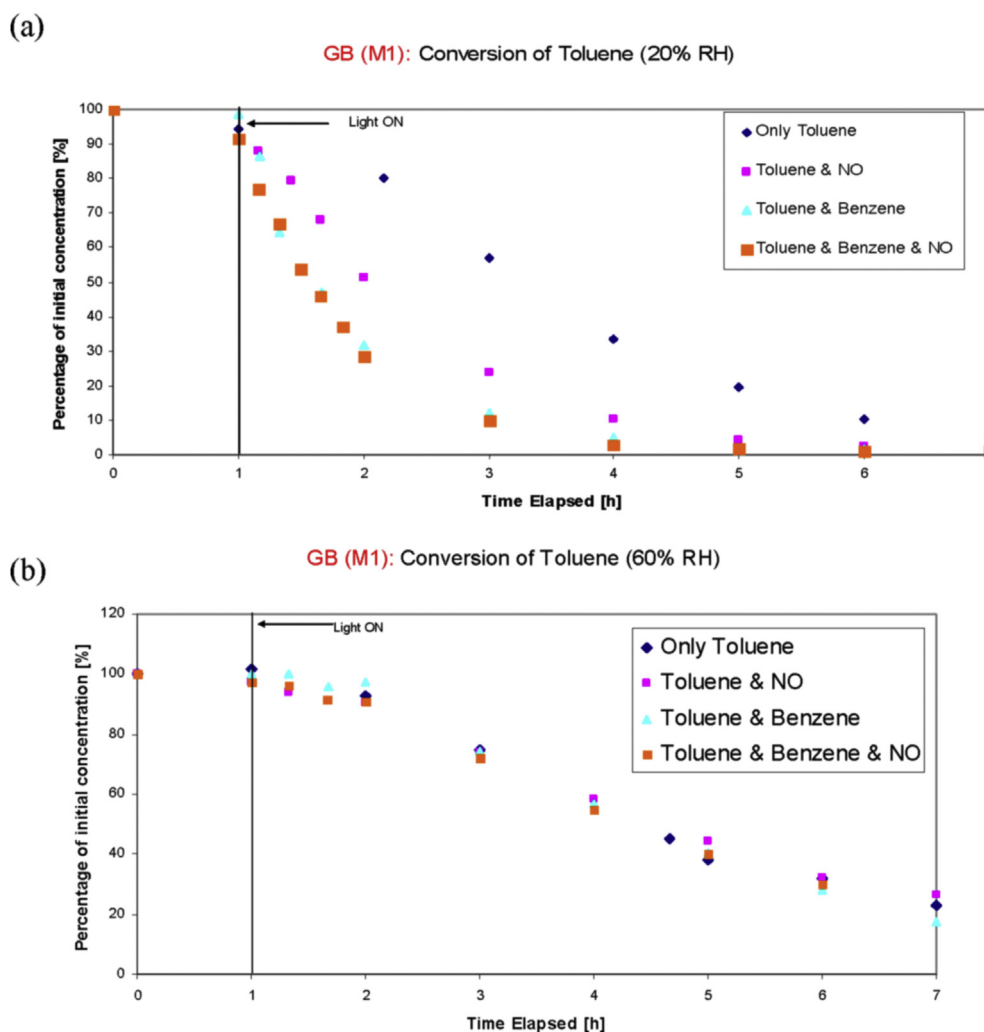 (a)
GB (M1): Conversion of Toluene (20% RH)
Percentage of initial concentration [%]
100
90
80
70
60
50
40
30
20
10
0
Light ON
Only Toluene
Toluene & NO
Toluene & Benzene
Toluene & Benzene & NO
0 1 2 3 4 5 6
Time Elapsed [h]
(b)
GB (M1): Conversion of Toluene (60% RH)
Percentage of initial concentration [%]
120
100
80
60
40
20
0
Light ON
Only Toluene
Toluene & NO
Toluene & Benzene
Toluene & Benzene & NO
0 1 2 3 4 5 6 7
Time Elapsed [h]